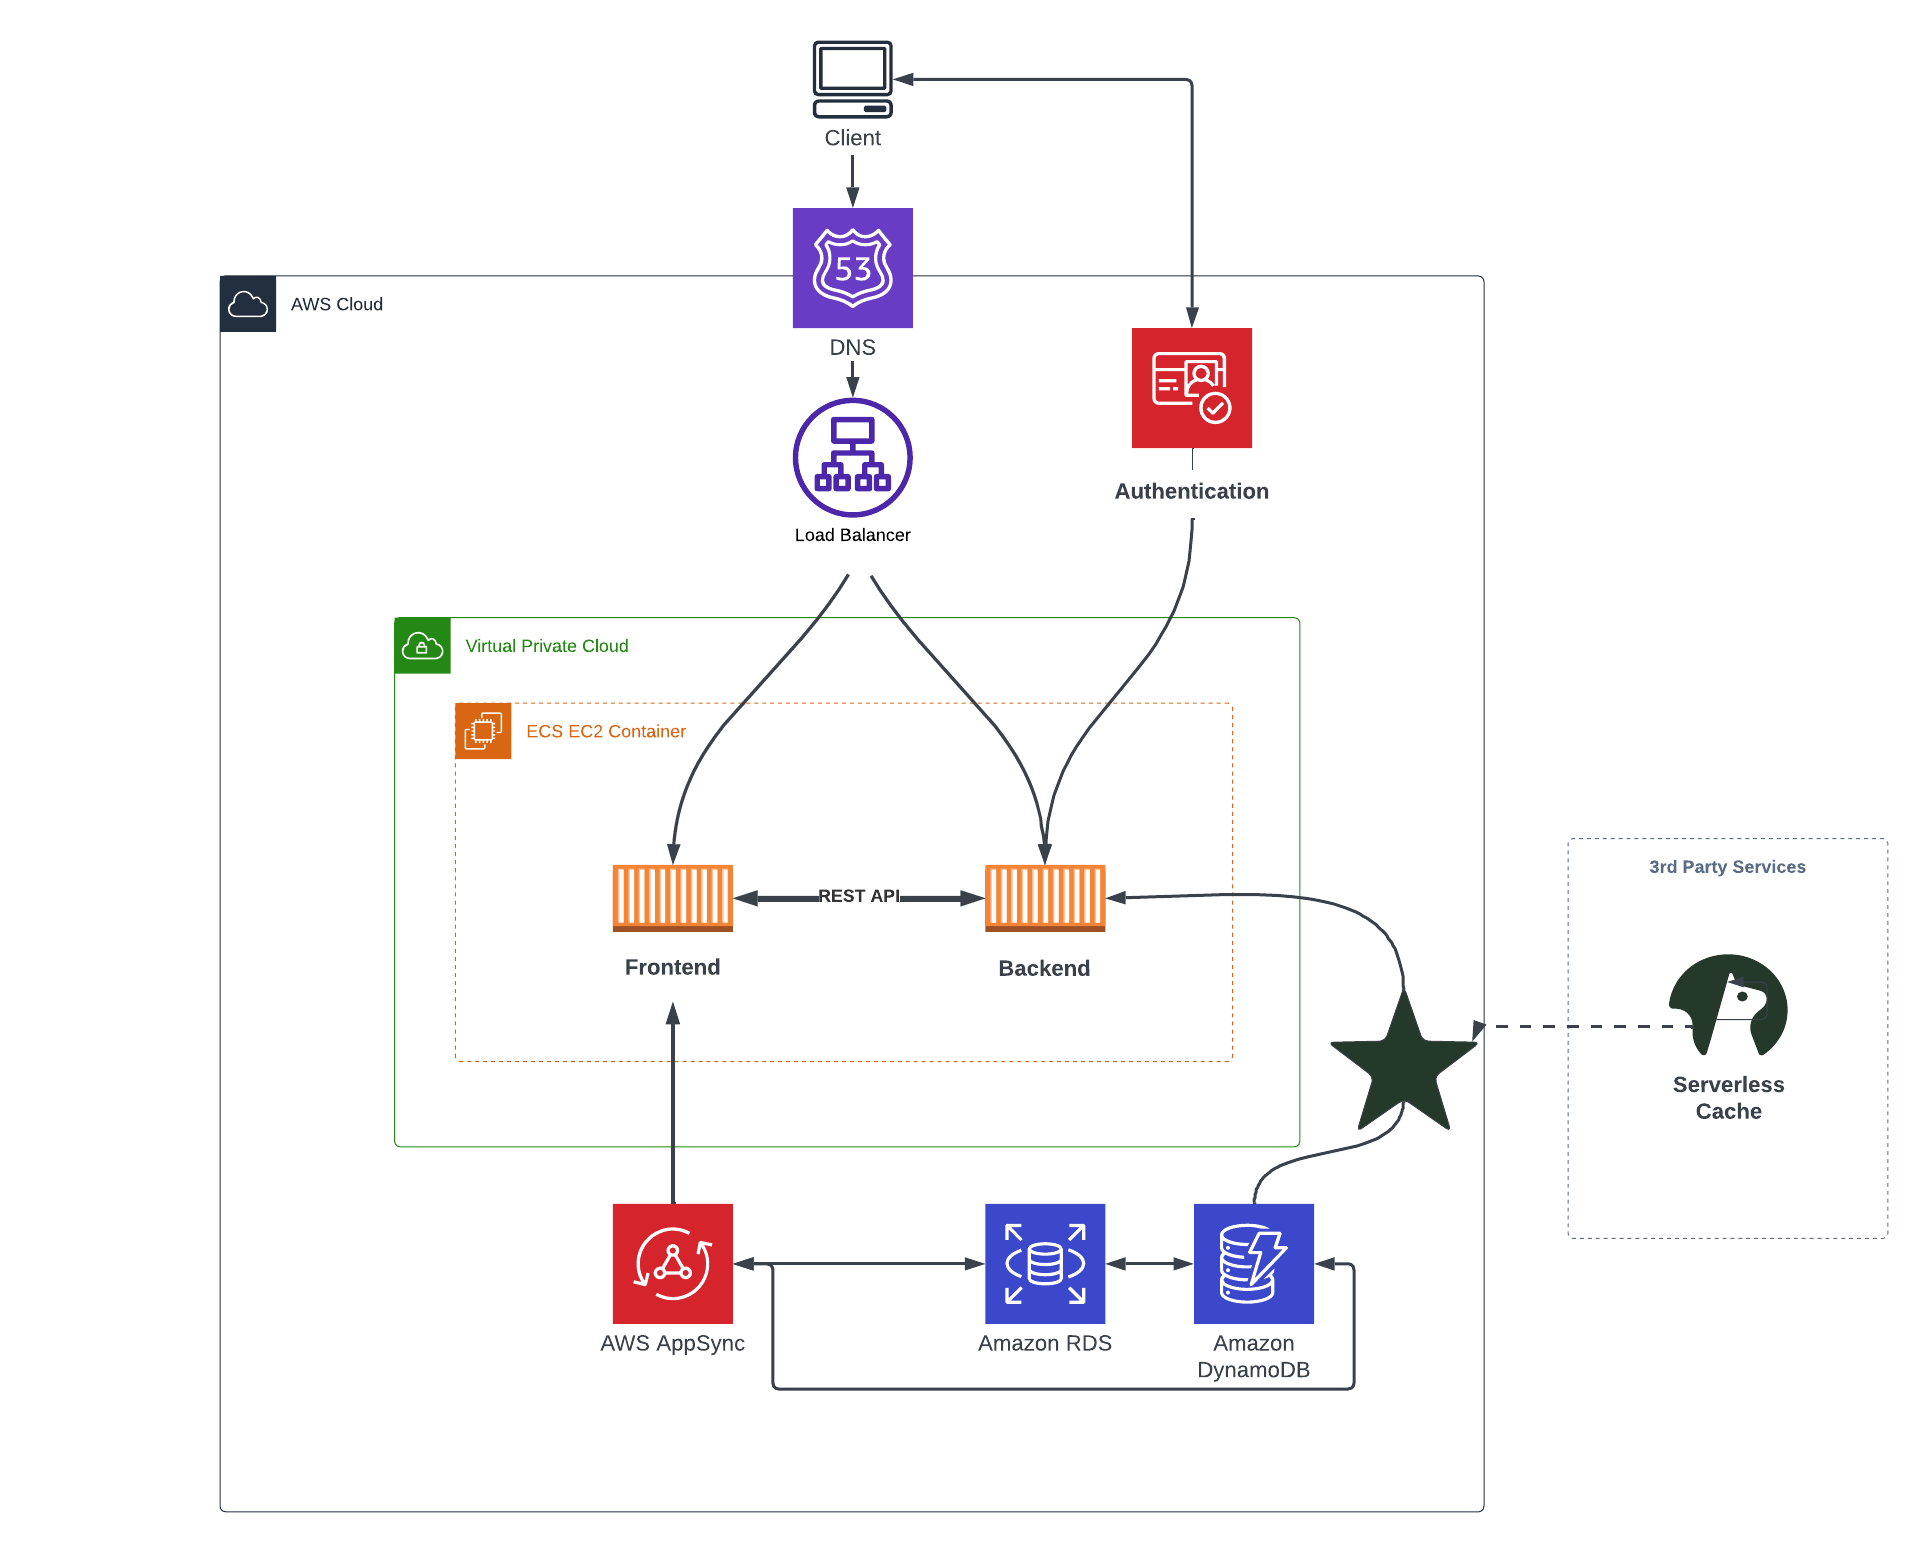 Client
53
DNS
AWS Cloud
Load Balancer
Authentication
Virtual Private Cloud
ECS EC2 Container
REST API
Frontend
Backend
3rd Party Services
Serverless
Cache
AWS AppSync
Amazon RDS
Amazon
DynamoDB